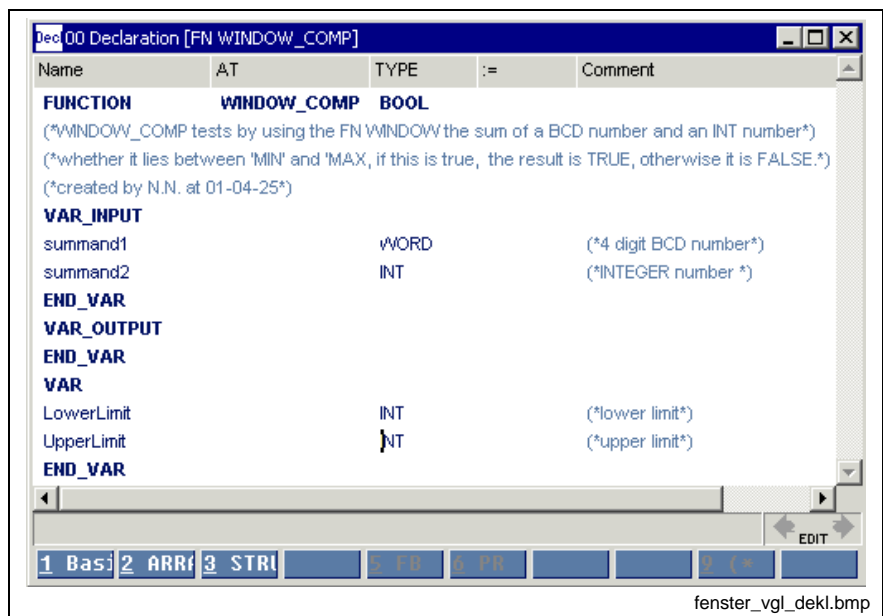 Decl 00 Declaration [FN WINDOW_COMP]
Name AT TYPE := Comment
FUNCTION WINDOW_COMP BOOL
(*WINDOW_COMP tests by using the FN WINDOW the sum of a BCD number and an INT number*)
(*whether it lies between 'MIN' and 'MAX, if this is true, the result is TRUE, otherwise it is FALSE.*)
(*created by N.N. at 01-04-25*)
VAR_INPUT
summand1 WORD (*4 digit BCD number*)
summand2 INT (*INTEGER number *)
END_VAR
VAR_OUTPUT
END_VAR
VAR
LowerLimit INT (*lower limit*)
UpperLimit INT (*upper limit*)
END_VAR
EDIT
1 Basi 2 ARRA 3 STRU 5 FB 6 PR 9 (*
fenster_vgl_dekl.bmp